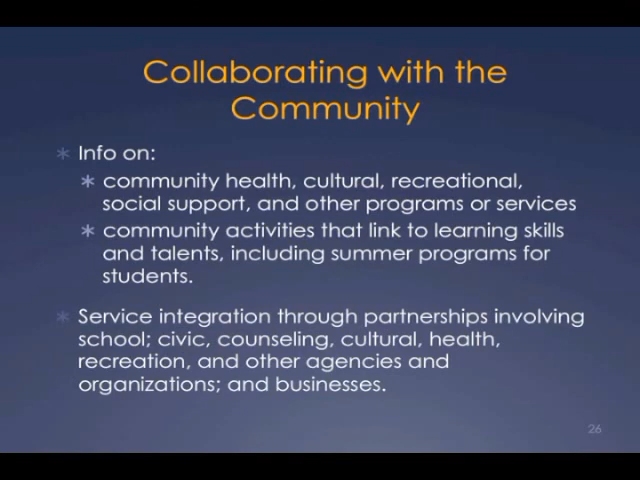 Collaborating with the
Community
* Info on:
* community health, cultural, recreational,
social support, and other programs or services
* community activities that link to learning skills
and talents, including summer programs for
students.
* Service integration through partnerships involving
school; civic, counseling, cultural, health,
recreation, and other agencies and
organizations; and businesses.
26